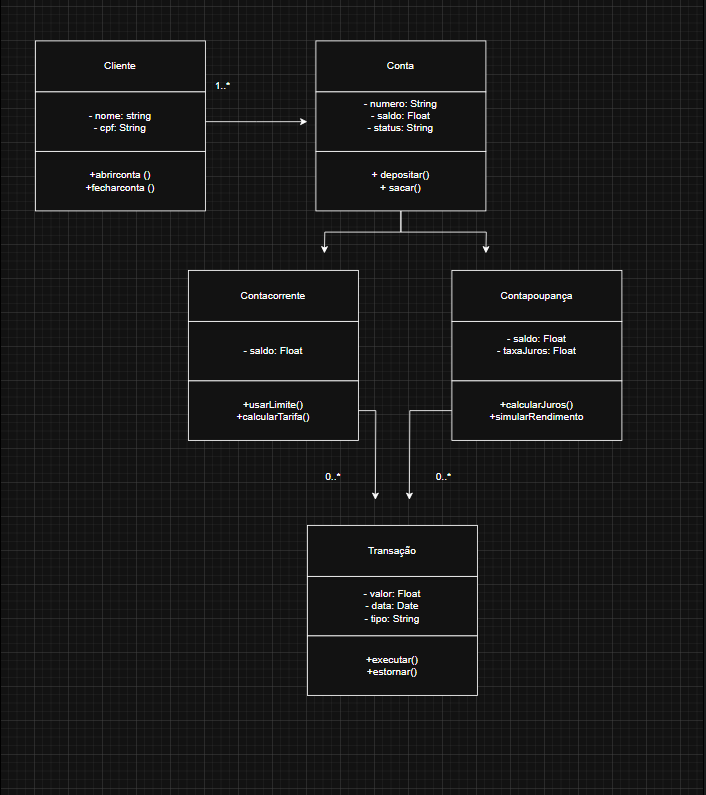 Cliente
- nome: string
- cpf: String
+abrirconta ()
+fecharconta ()
1..*
Conta
- numero: String
- saldo: Float
- status: String
+ depositar()
+ sacar()
Contacorrente
- saldo: Float
+usarLimite()
+calcularTarifa()
Contapoupança
- saldo: Float
- taxaJuros: Float
+calcularJuros()
+simularRendimento
0..*
0..*
Transação
- valor: Float
- data: Date
- tipo: String
+executar()
+estornar()